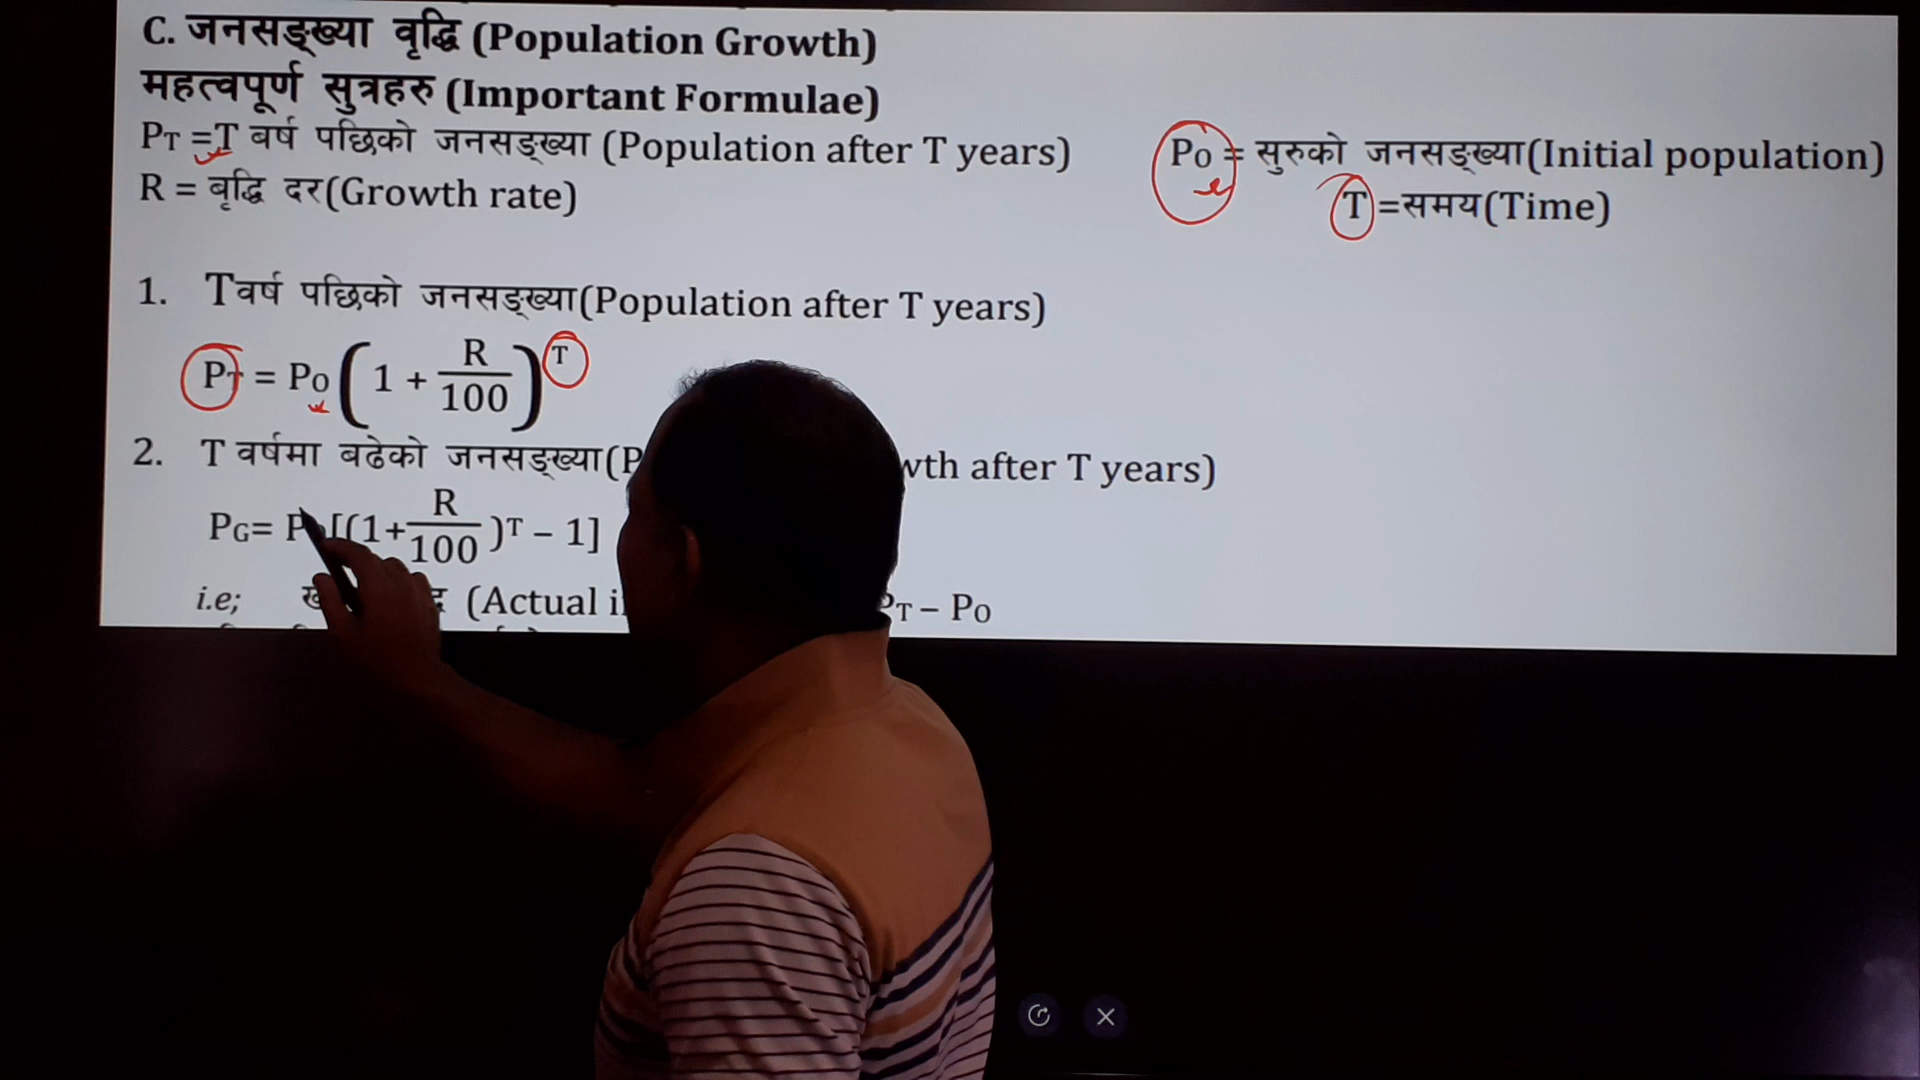 C. जनसङ्ख्या वृद्धि (Population Growth)
महत्वपूर्ण सुत्रहरु (Important Formulae)
PT =T बर्ष पछिको जनसङ्ख्या (Population after T years) PO = सुरुको जनसङ्ख्या(Initial population)
R = बृद्धि दर(Growth rate) T =समय(Time)
1. Tवर्ष पछिको जनसङ्ख्या(Population after T years)
PT = PO ( 1 + R/100 )T
2. T वर्षमा बढेको जनसङ्ख्या( after T years)
PG= [(1+ R/100 )T – 1]
i.e; (Actual PT – PO